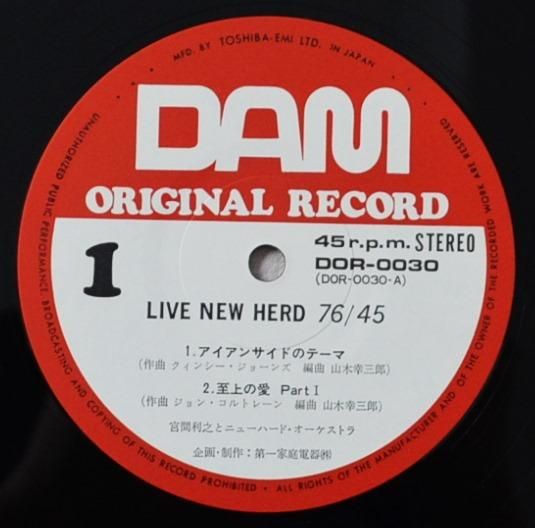 MFD. BY TOSHIBA-EMI LTD. IN JAPAN
DAM
ORIGINAL RECORD
45 r.p.m. STEREO
DOR-0030
(DOR-0030-A)
1
LIVE NEW HERD 76/45
1.アイアンサイドのテーマ
(作曲 クィンシー・ジョーンズ 編曲 山木幸三郎)
2.至上の愛 Part I
(作曲 ジョン・コルトレーン 編曲 山木幸三郎)
宮間利之とニューハード・オーケストラ
企画・制作：第一家庭電器㈱
UNAUTHORIZED PUBLIC PERFORMANCE, BROADCASTING AND COPYING OF THIS RECORD PROHIBITED • ALL RIGHTS OF THE MANUFACTURER AND OF THE OWNER OF THE RECORDED WORK ARE RESERVED